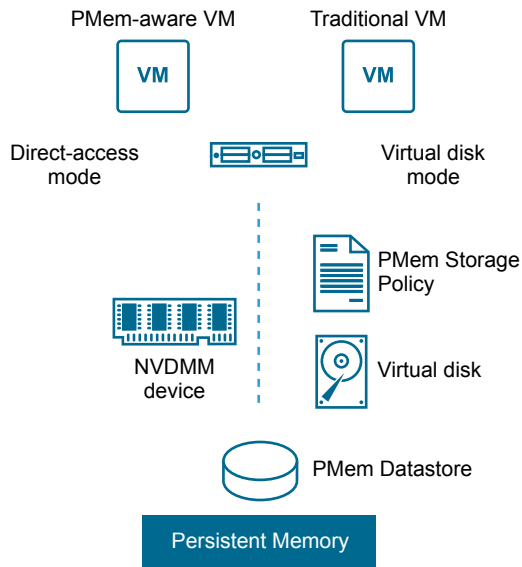 PMem-aware VM
Traditional VM
VM
VM
Direct-access
mode
Virtual disk
mode
PMem Storage
Policy
NVDMM
device
Virtual disk
PMem Datastore
Persistent Memory